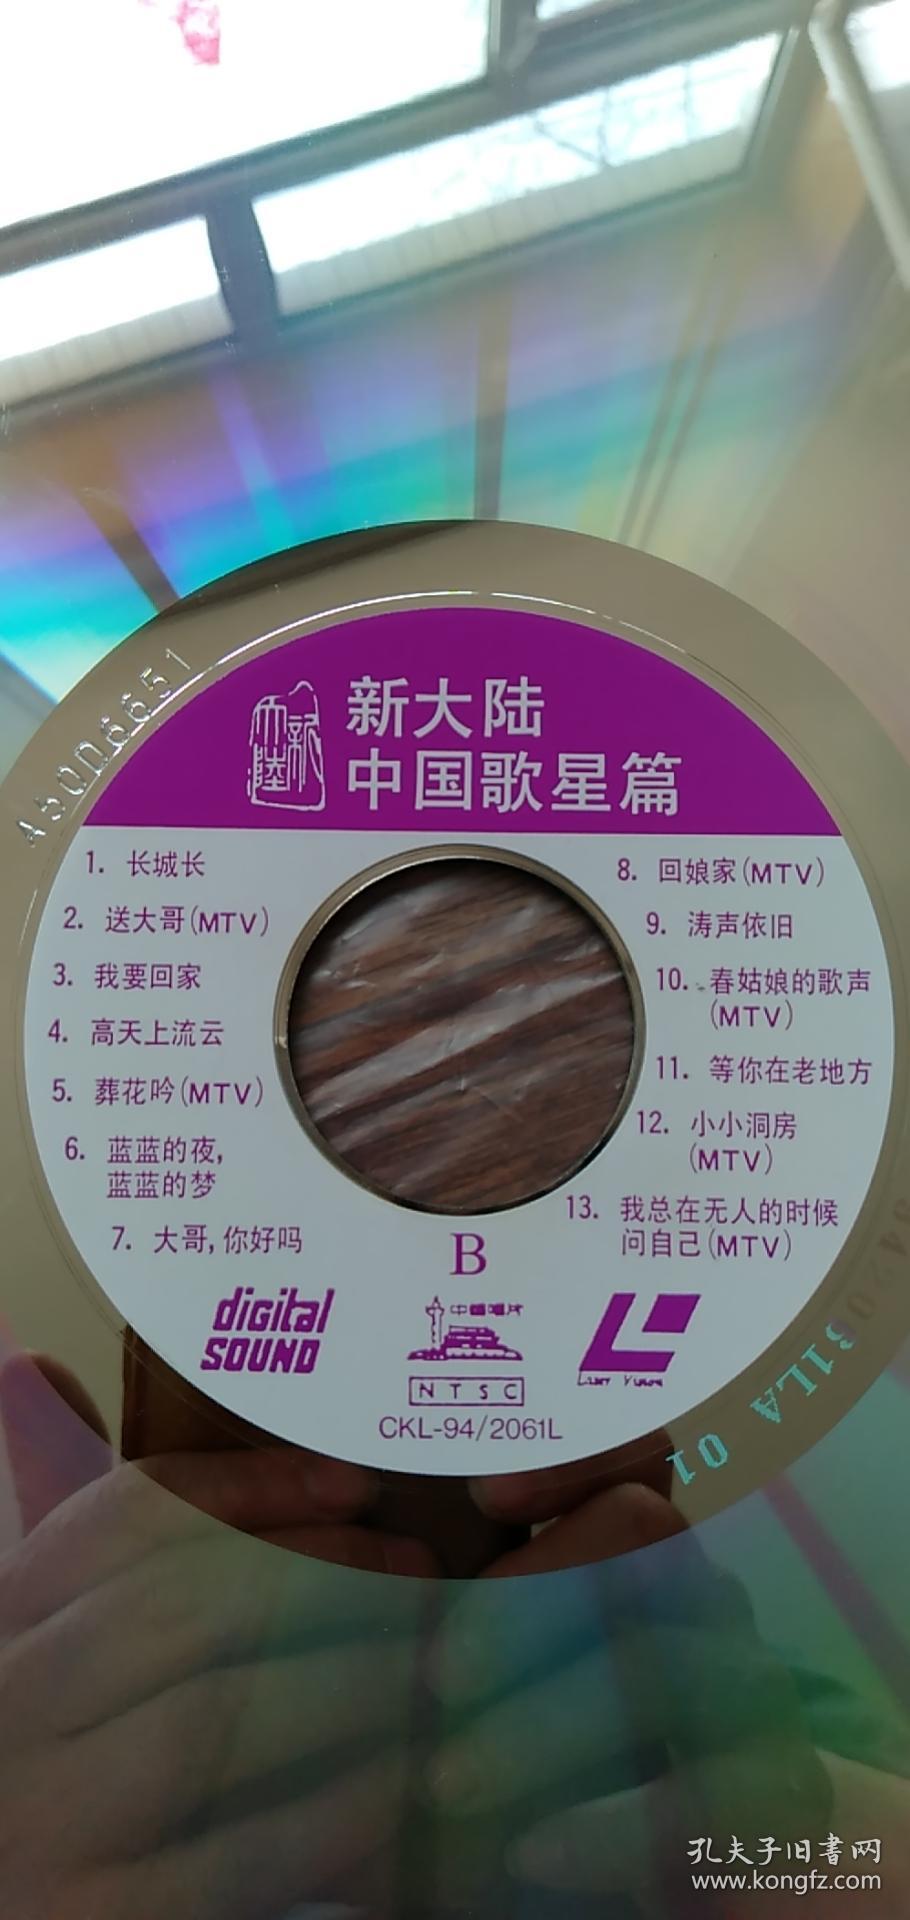 A5006651
新大陆
中国歌星篇
1. 长城长
2. 送大哥(MTV)
3. 我要回家
4. 高天上流云
5. 葬花吟(MTV)
6. 蓝蓝的夜,
蓝蓝的梦
7. 大哥,你好吗
8. 回娘家(MTV)
9. 涛声依旧
10. 春姑娘的歌声
(MTV)
11. 等你在老地方
12. 小小洞房
(MTV)
13. 我总在无人的时候
问自己(MTV)
B
digital
SOUND
中国唱片
NTSC
Laser Vision
CKL-94/2061L
孔夫子旧書网
www.kongfz.com